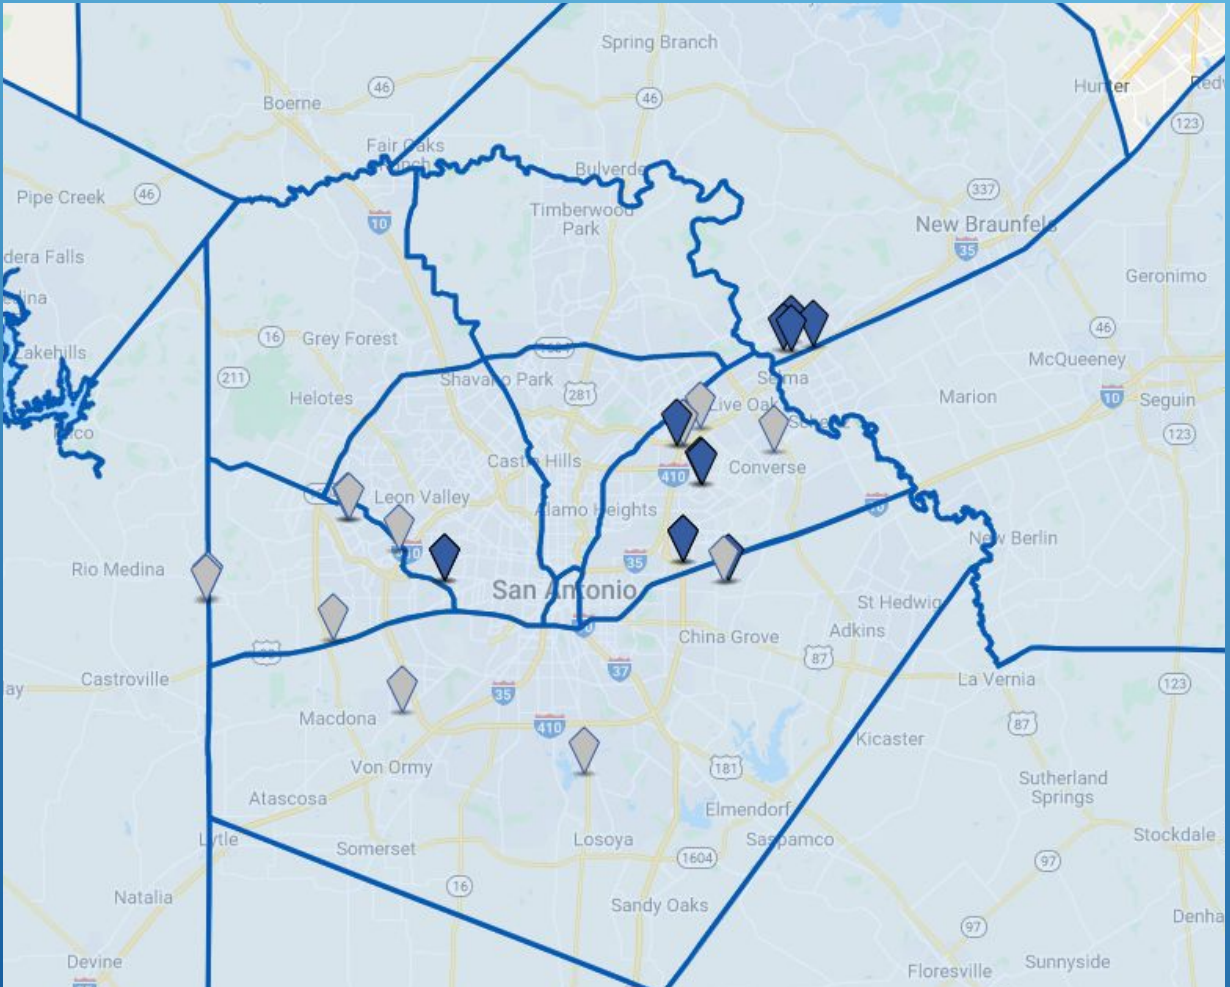 Spring Branch
46
Hunter
46
Boerne
123
Fair Oaks
Ranch
Bulverde
337
Pipe Creek
46
Timberwood
Park
10
New Braunfels
35
dera Falls
Geronimo
edina
16
Grey Forest
46
Lakehills
McQueeney
211
Shavano Park
Selma
281
10
Helotes
Live Oak
Marion
Seguin
Schertz
123
Castle Hills
Converse
410
Leon Valley
Alamo Heights
New Berlin
35
Rio Medina
San Antonio
St Hedwig
China Grove
Adkins
87
37
Castroville
La Vernia
ay
35
123
Macdona
410
87
Kicaster
Von Ormy
181
Sutherland
Springs
Atascosa
Elmendorf
Lytle
Somerset
Losoya
Saspamco
Stockdale
1604
97
16
Natalia
Sandy Oaks
Denha
97
Devine
Floresville
Sunnyside